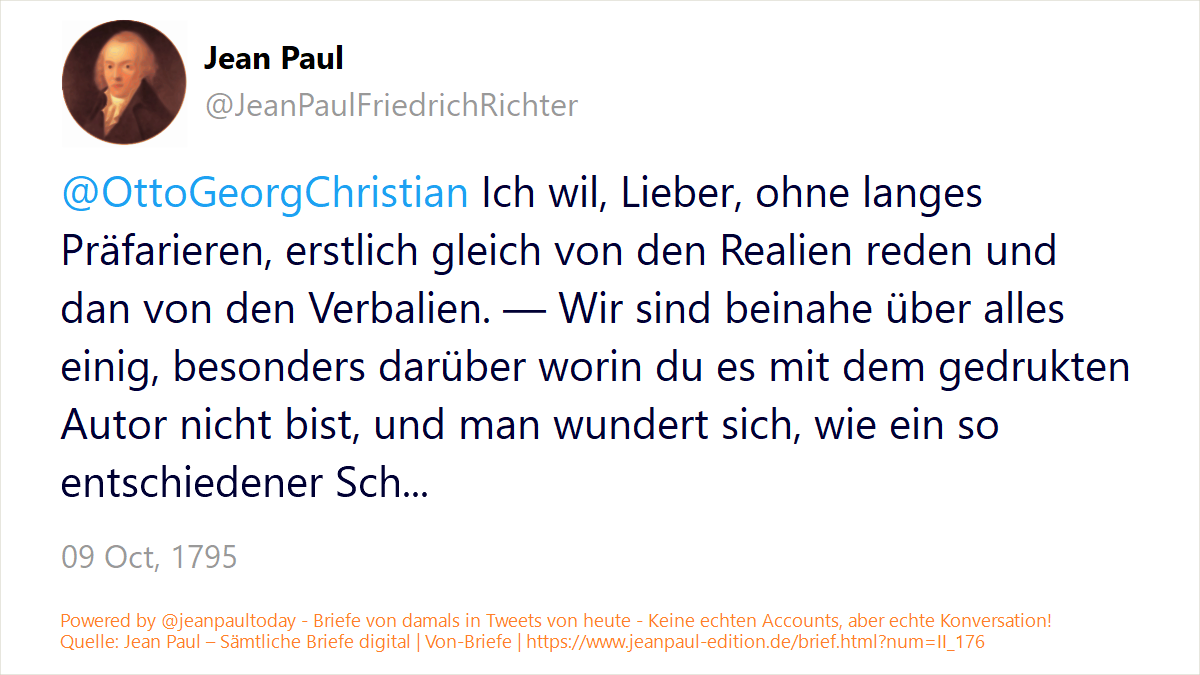 Jean Paul
@JeanPaulFriedrichRichter
@OttoGeorgChristian Ich wil, Lieber, ohne langes
Präfarieren, erstlich gleich von den Realien reden und
dan von den Verbalien. — Wir sind beinahe über alles
einig, besonders darüber worin du es mit dem gedrukten
Autor nicht bist, und man wundert sich, wie ein so
entschiedener Sch...
09 Oct, 1795
Powered by @jeanpaultoday - Briefe von damals in Tweets von heute - Keine echten Accounts, aber echte Konversation!
Quelle: Jean Paul – Sämtliche Briefe digital | Von-Briefe | https://www.jeanpaul-edition.de/brief.html?num=II_176